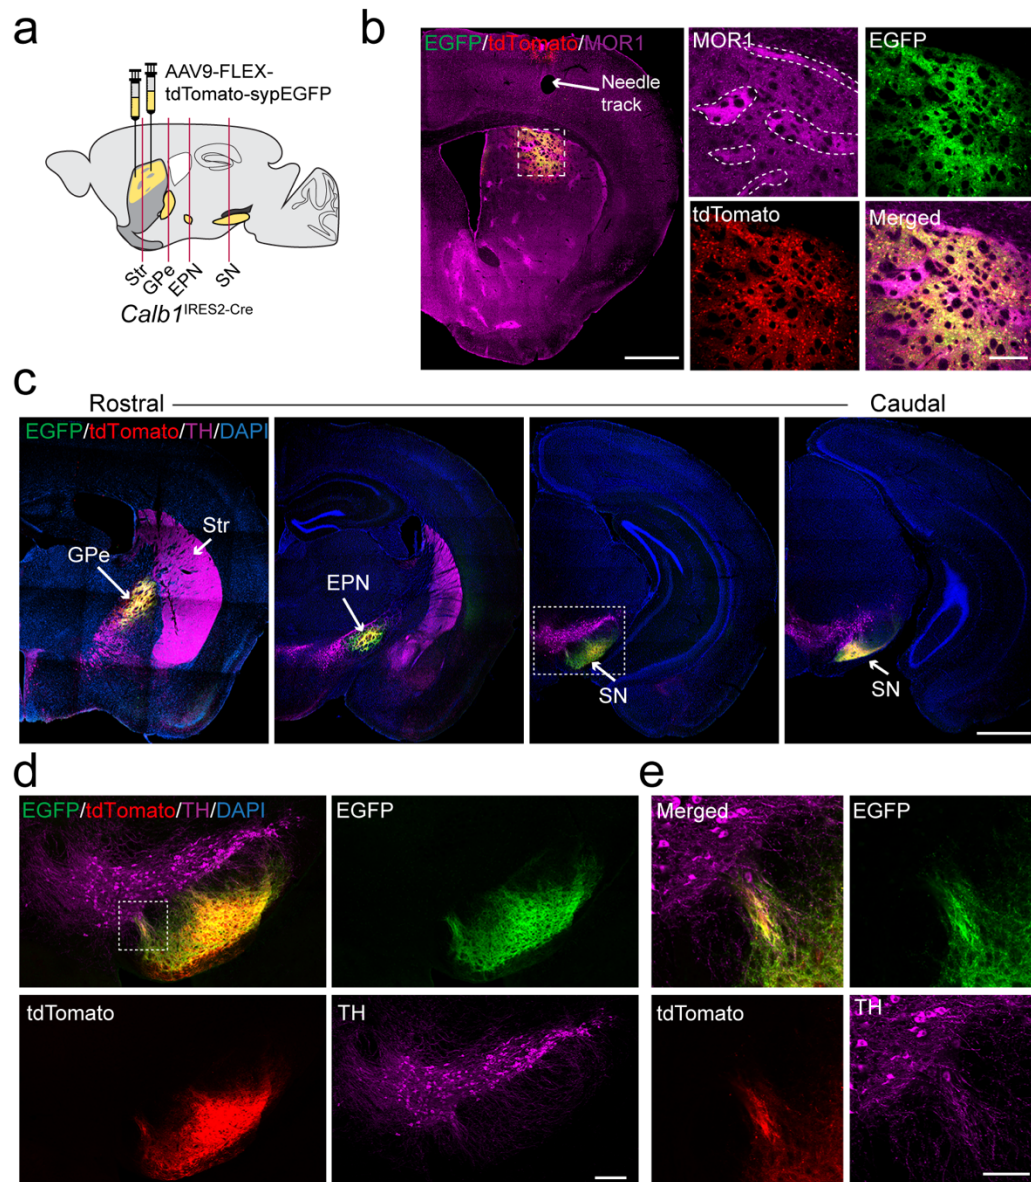 a
AAV9-FLEX-
tdTomato-sypEGFP
Str
GPe
EPN
SN
Calb1IRES2-Cre
b
EGFP/tdTomato/MOR1
Needle
track
MOR1
EGFP
tdTomato
Merged
c
Rostral
Caudal
EGFP/tdTomato/TH/DAPI
GPe
Str
EPN
SN
SN
d
EGFP/tdTomato/TH/DAPI
EGFP
tdTomato
TH
e
Merged
EGFP
tdTomato
TH